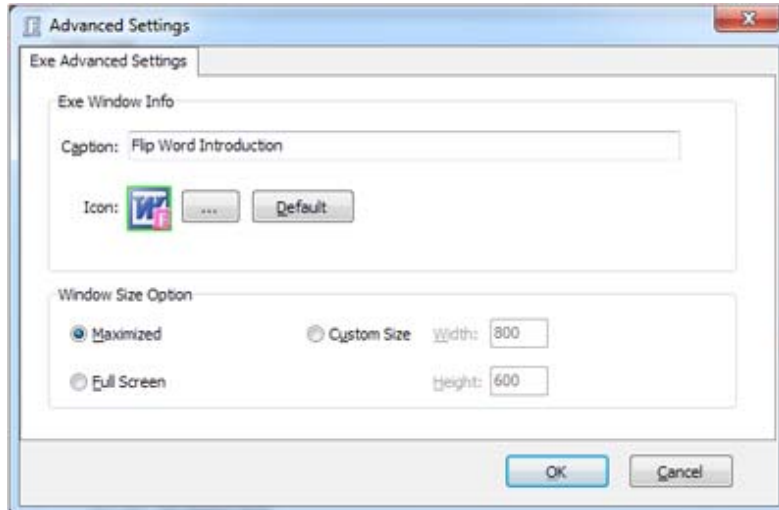 Advanced Settings
Exe Advanced Settings
Exe Window Info
Caption: Flip Word Introduction
Icon: ... Default
Window Size Option
Maximized Custom Size Width: 800
Full Screen Height: 600
OK Cancel